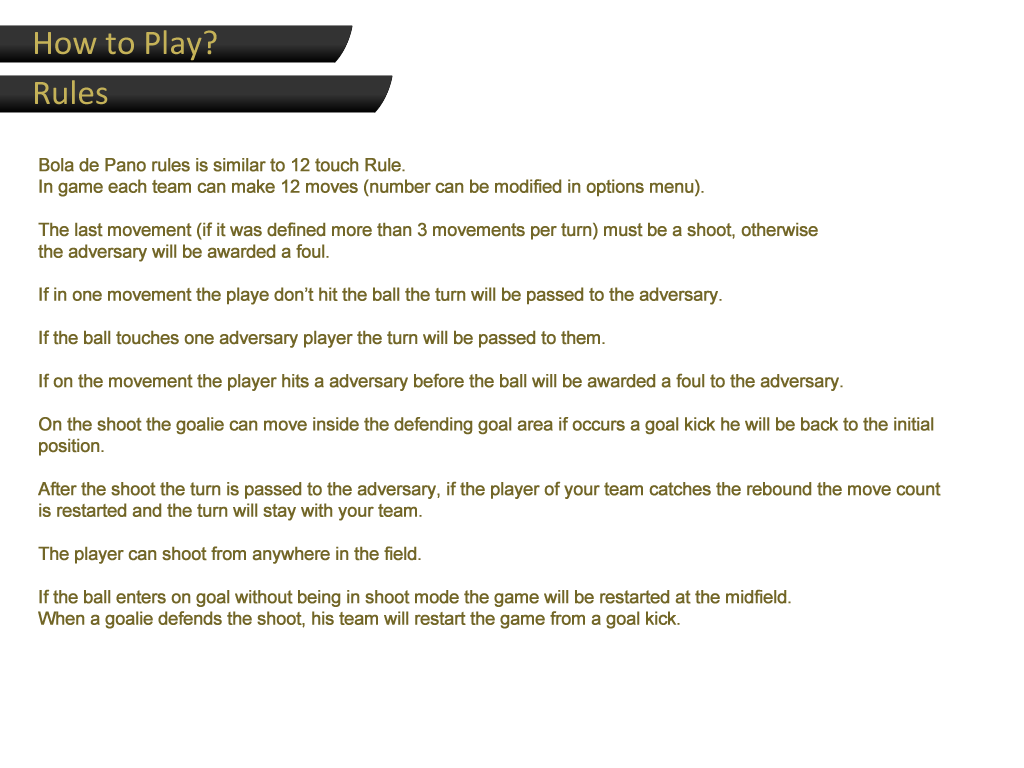 How to Play?
Rules
Bola de Pano rules is similar to 12 touch Rule.
In game each team can make 12 moves (number can be modified in options menu).
The last movement (if it was defined more than 3 movements per turn) must be a shoot, otherwise
the adversary will be awarded a foul.
If in one movement the playe don't hit the ball the turn will be passed to the adversary.
If the ball touches one adversary player the turn will be passed to them.
If on the movement the player hits a adversary before the ball will be awarded a foul to the adversary.
On the shoot the goalie can move inside the defending goal area if occurs a goal kick he will be back to the initial
position.
After the shoot the turn is passed to the adversary, if the player of your team catches the rebound the move count
is restarted and the turn will stay with your team.
The player can shoot from anywhere in the field.
If the ball enters on goal without being in shoot mode the game will be restarted at the midfield.
When a goalie defends the shoot, his team will restart the game from a goal kick.